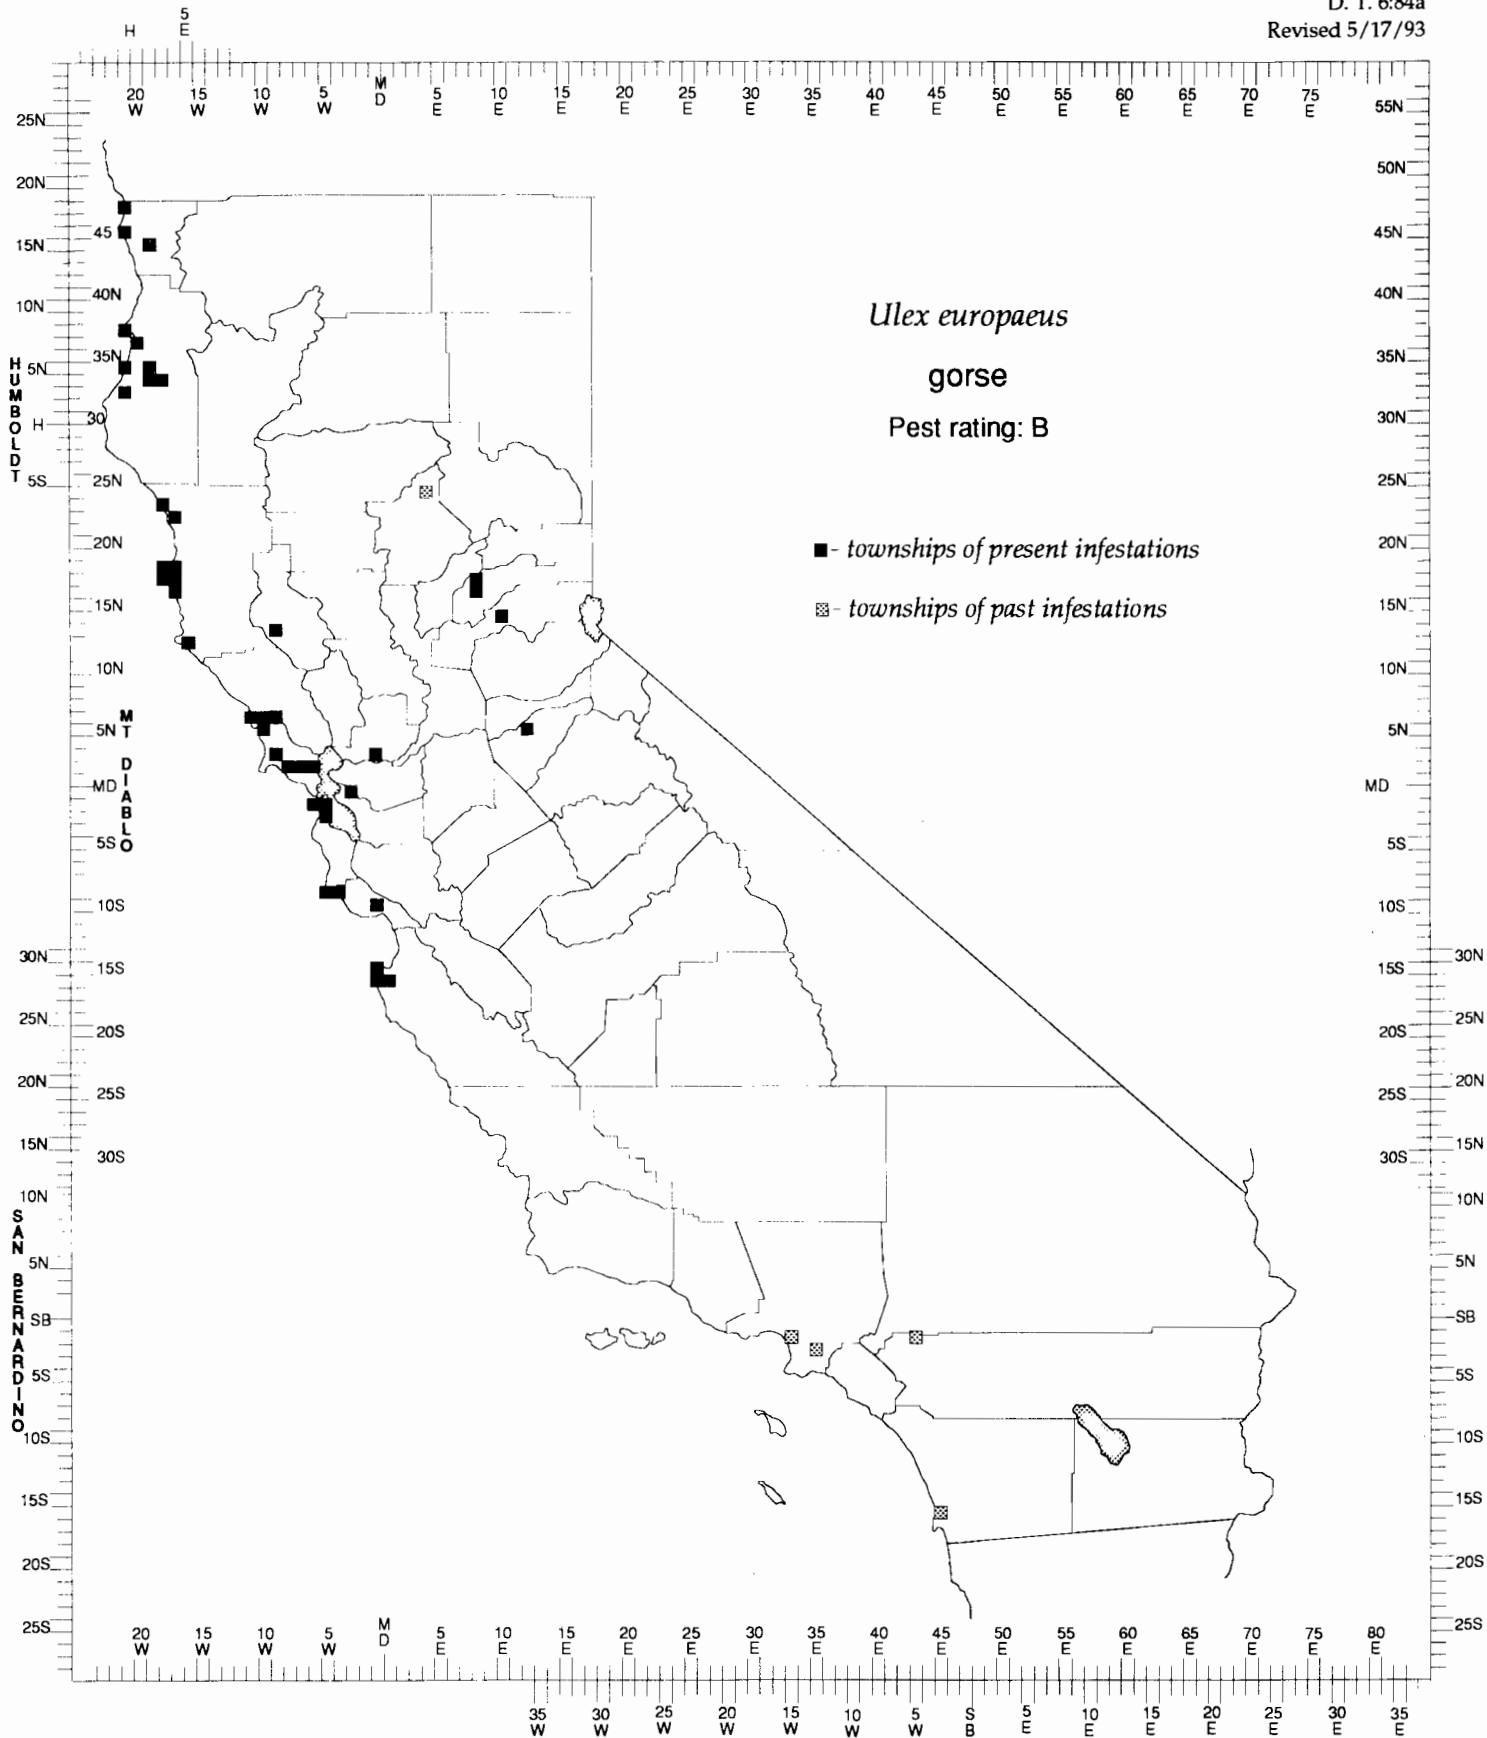 D. T. 6:84a
Revised 5/17/93
H
5
E
20 W 15 W 10 W 5 W MD 5 E 10 E 15 E 20 E 25 E 30 E 35 E 40 E 45 E 50 E 55 E 60 E 65 E 70 E 75 E
25N 55N
20N 50N
15N 45 45N
10N 40N 40N
Ulex europaeus
gorse
Pest rating: B
HUMBOLDT
5N 35N 35N
H 30 30N
5S 25N 25N
■ - townships of present infestations
▩ - townships of past infestations
20N 20N
15N 15N
10N 10N
MT DIABLO
5N 5N
MD MD
5S 5S
10S 10S
30N 15S 15S 30N
25N 20S 20S 25N
20N 25S 25S 20N
15N 30S 30S 15N
10N 10N
SAN BERNARDINO
5N 5N
SB SB
5S 5S
10S 10S
15S 15S
20S 20S
25S 25S
20 W 15 W 10 W 5 W MD 5 E 10 E 15 E 20 E 25 E 30 E 35 E 40 E 45 E 50 E 55 E 60 E 65 E 70 E 75 E 80 E
35 W 30 W 25 W 20 W 15 W 10 W 5 W SB 5 E 10 E 15 E 20 E 25 E 30 E 35 E